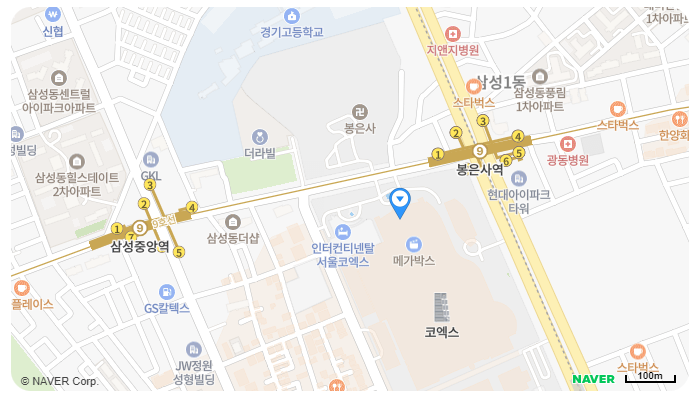 신협
경기고등학교
지앤지병원
1차아파트
삼성1동
삼성동센트럴
아이파크아파트
스타벅스
삼성동풍림
1차아파트
스타벅스
한양화
봉은사
더라빌
3
2
4
1
9
5
6
봉은사역
광동병원
성빌딩
GKL
삼성동힐스테이트
2차아파트
3
2
4
1
7
9
9호선
5
삼성중앙역
삼성동더샵
현대아이파크
타워
인터컨티넨탈
서울코엑스
메가박스
플레이스
GS칼텍스
코엑스
JW정원
성형빌딩
스타벅스
© NAVER Corp.
NAVER
100m